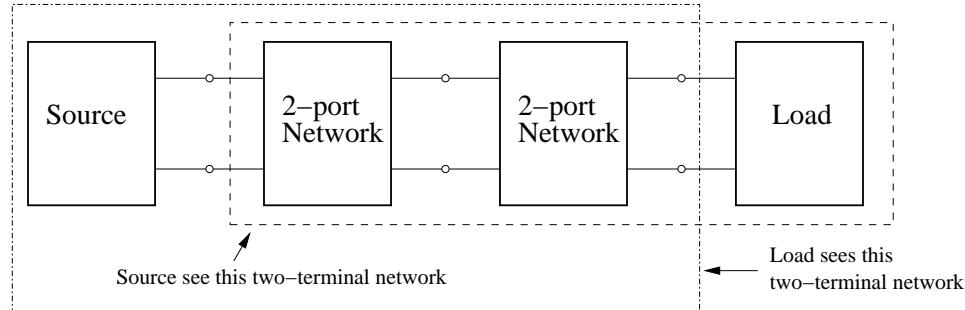 Source
2−port
Network
2−port
Network
Load
Source see this two−terminal network
Load sees this
two−terminal network